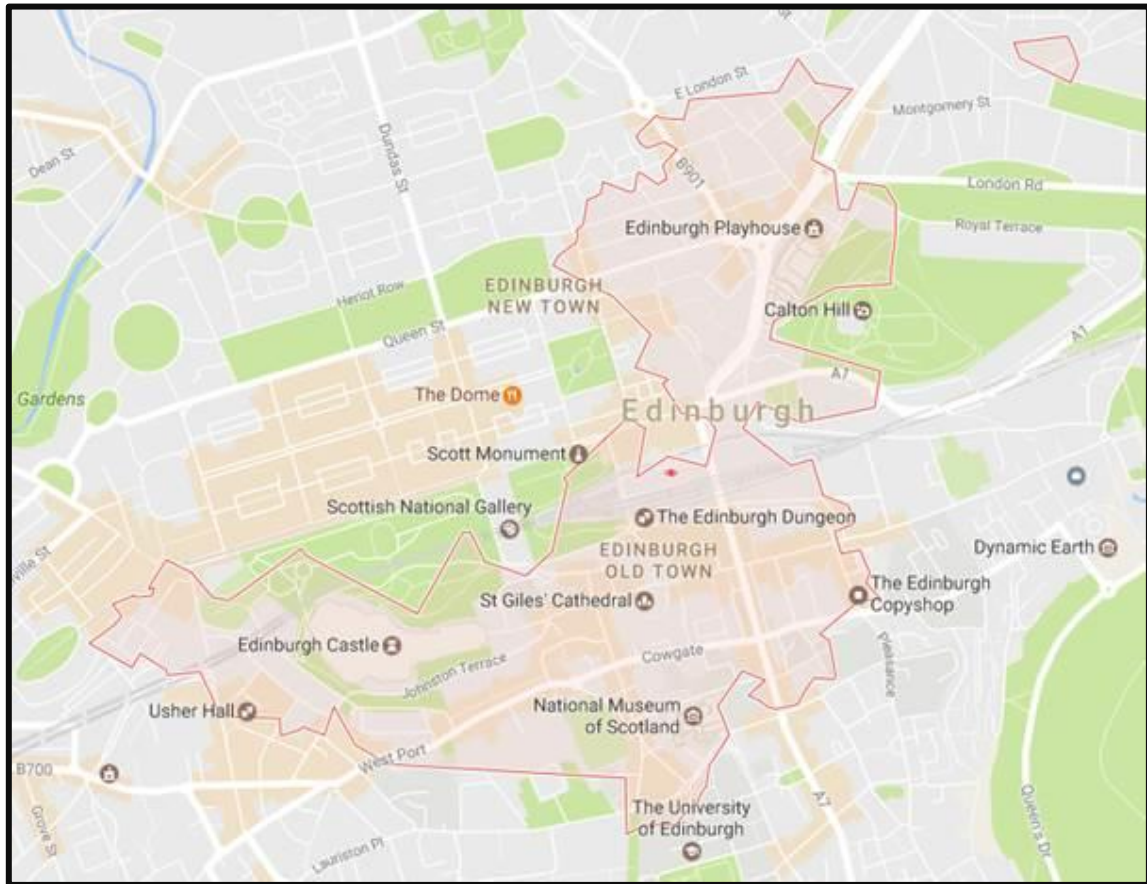 E London St
Montgomery St
Dean St
Dundas St
B901
London Rd
Royal Terrace
Edinburgh Playhouse
EDINBURGH
NEW TOWN
Heriot Row
Queen St
Calton Hill
A1
A7
Gardens
The Dome
Edinburgh
Scott Monument
Scottish National Gallery
The Edinburgh Dungeon
EDINBURGH
OLD TOWN
Dynamic Earth
ville St
St Giles' Cathedral
The Edinburgh
Copyshop
Edinburgh Castle
Johnston Terrace
Cowgate
Pleasance
Usher Hall
National Museum
of Scotland
West Port
B700
Grove St
The University
of Edinburgh
A7
Queen's Dr
Lauriston Pl